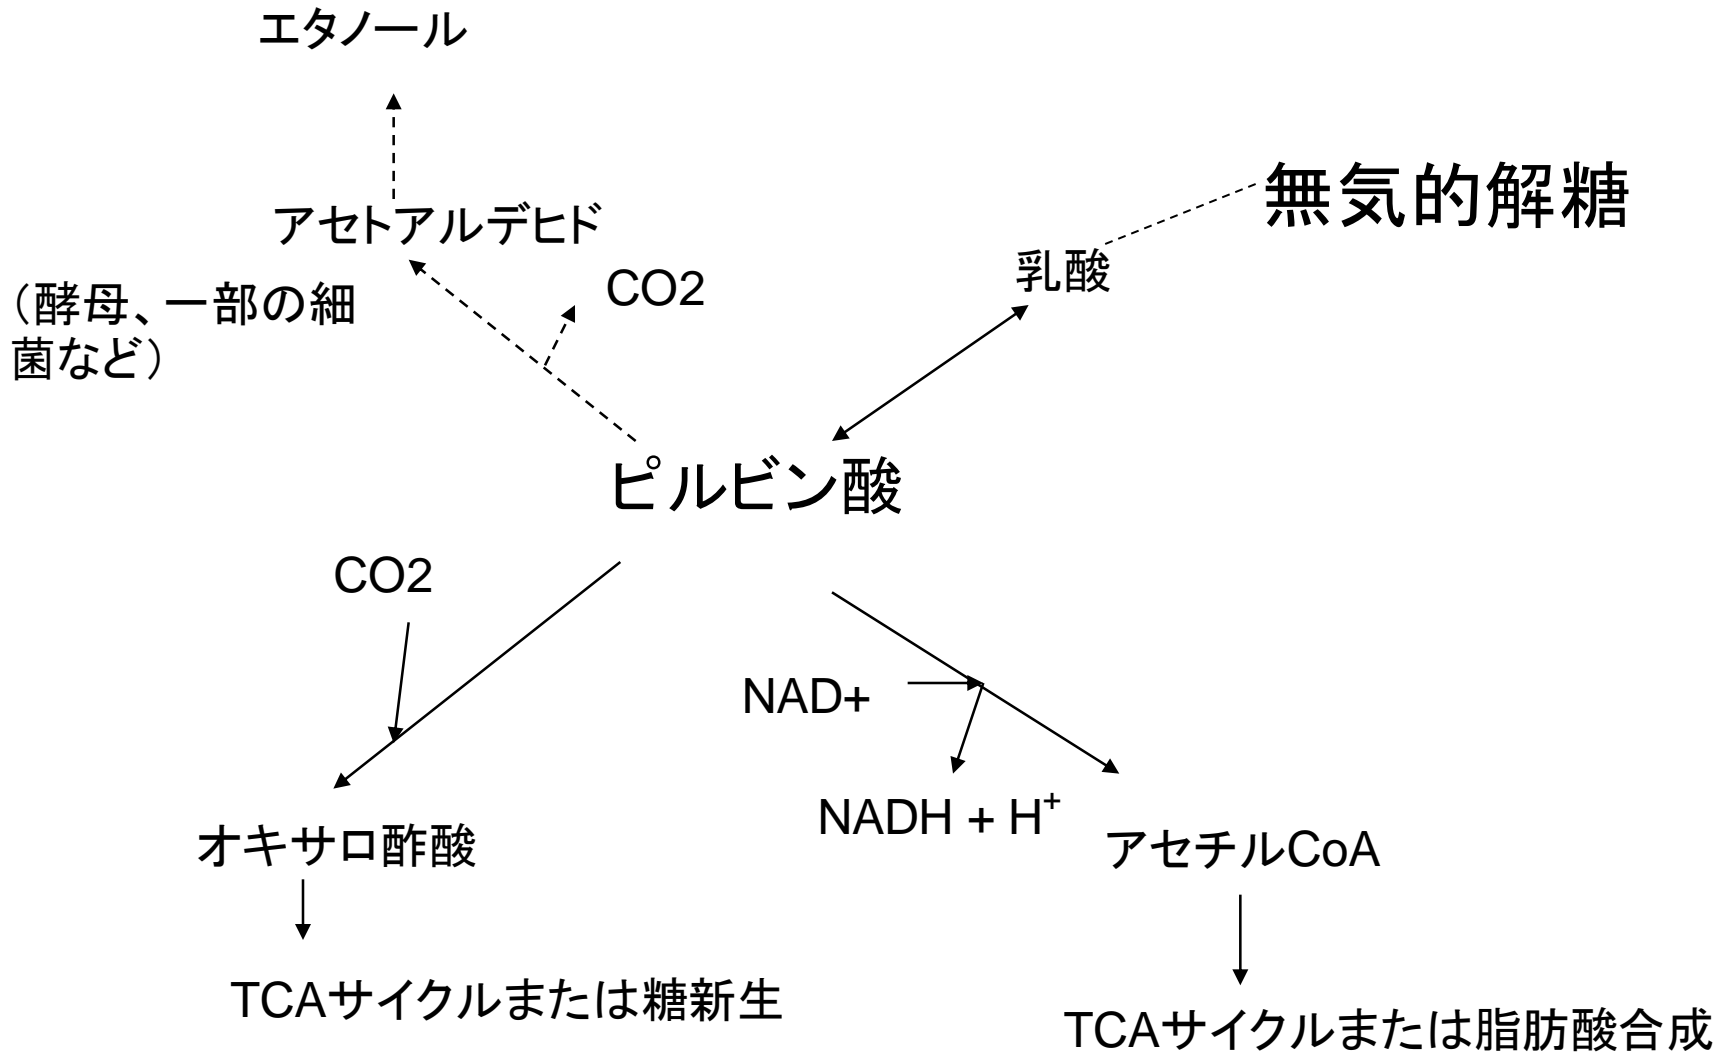 エタノール
無気的解糖
アセトアルデヒド
乳酸
CO2
（酵母、一部の細
菌など）
ピルビン酸
CO2
NAD+
NADH + H⁺
オキサロ酢酸
アセチルCoA
TCAサイクルまたは糖新生
TCAサイクルまたは脂肪酸合成